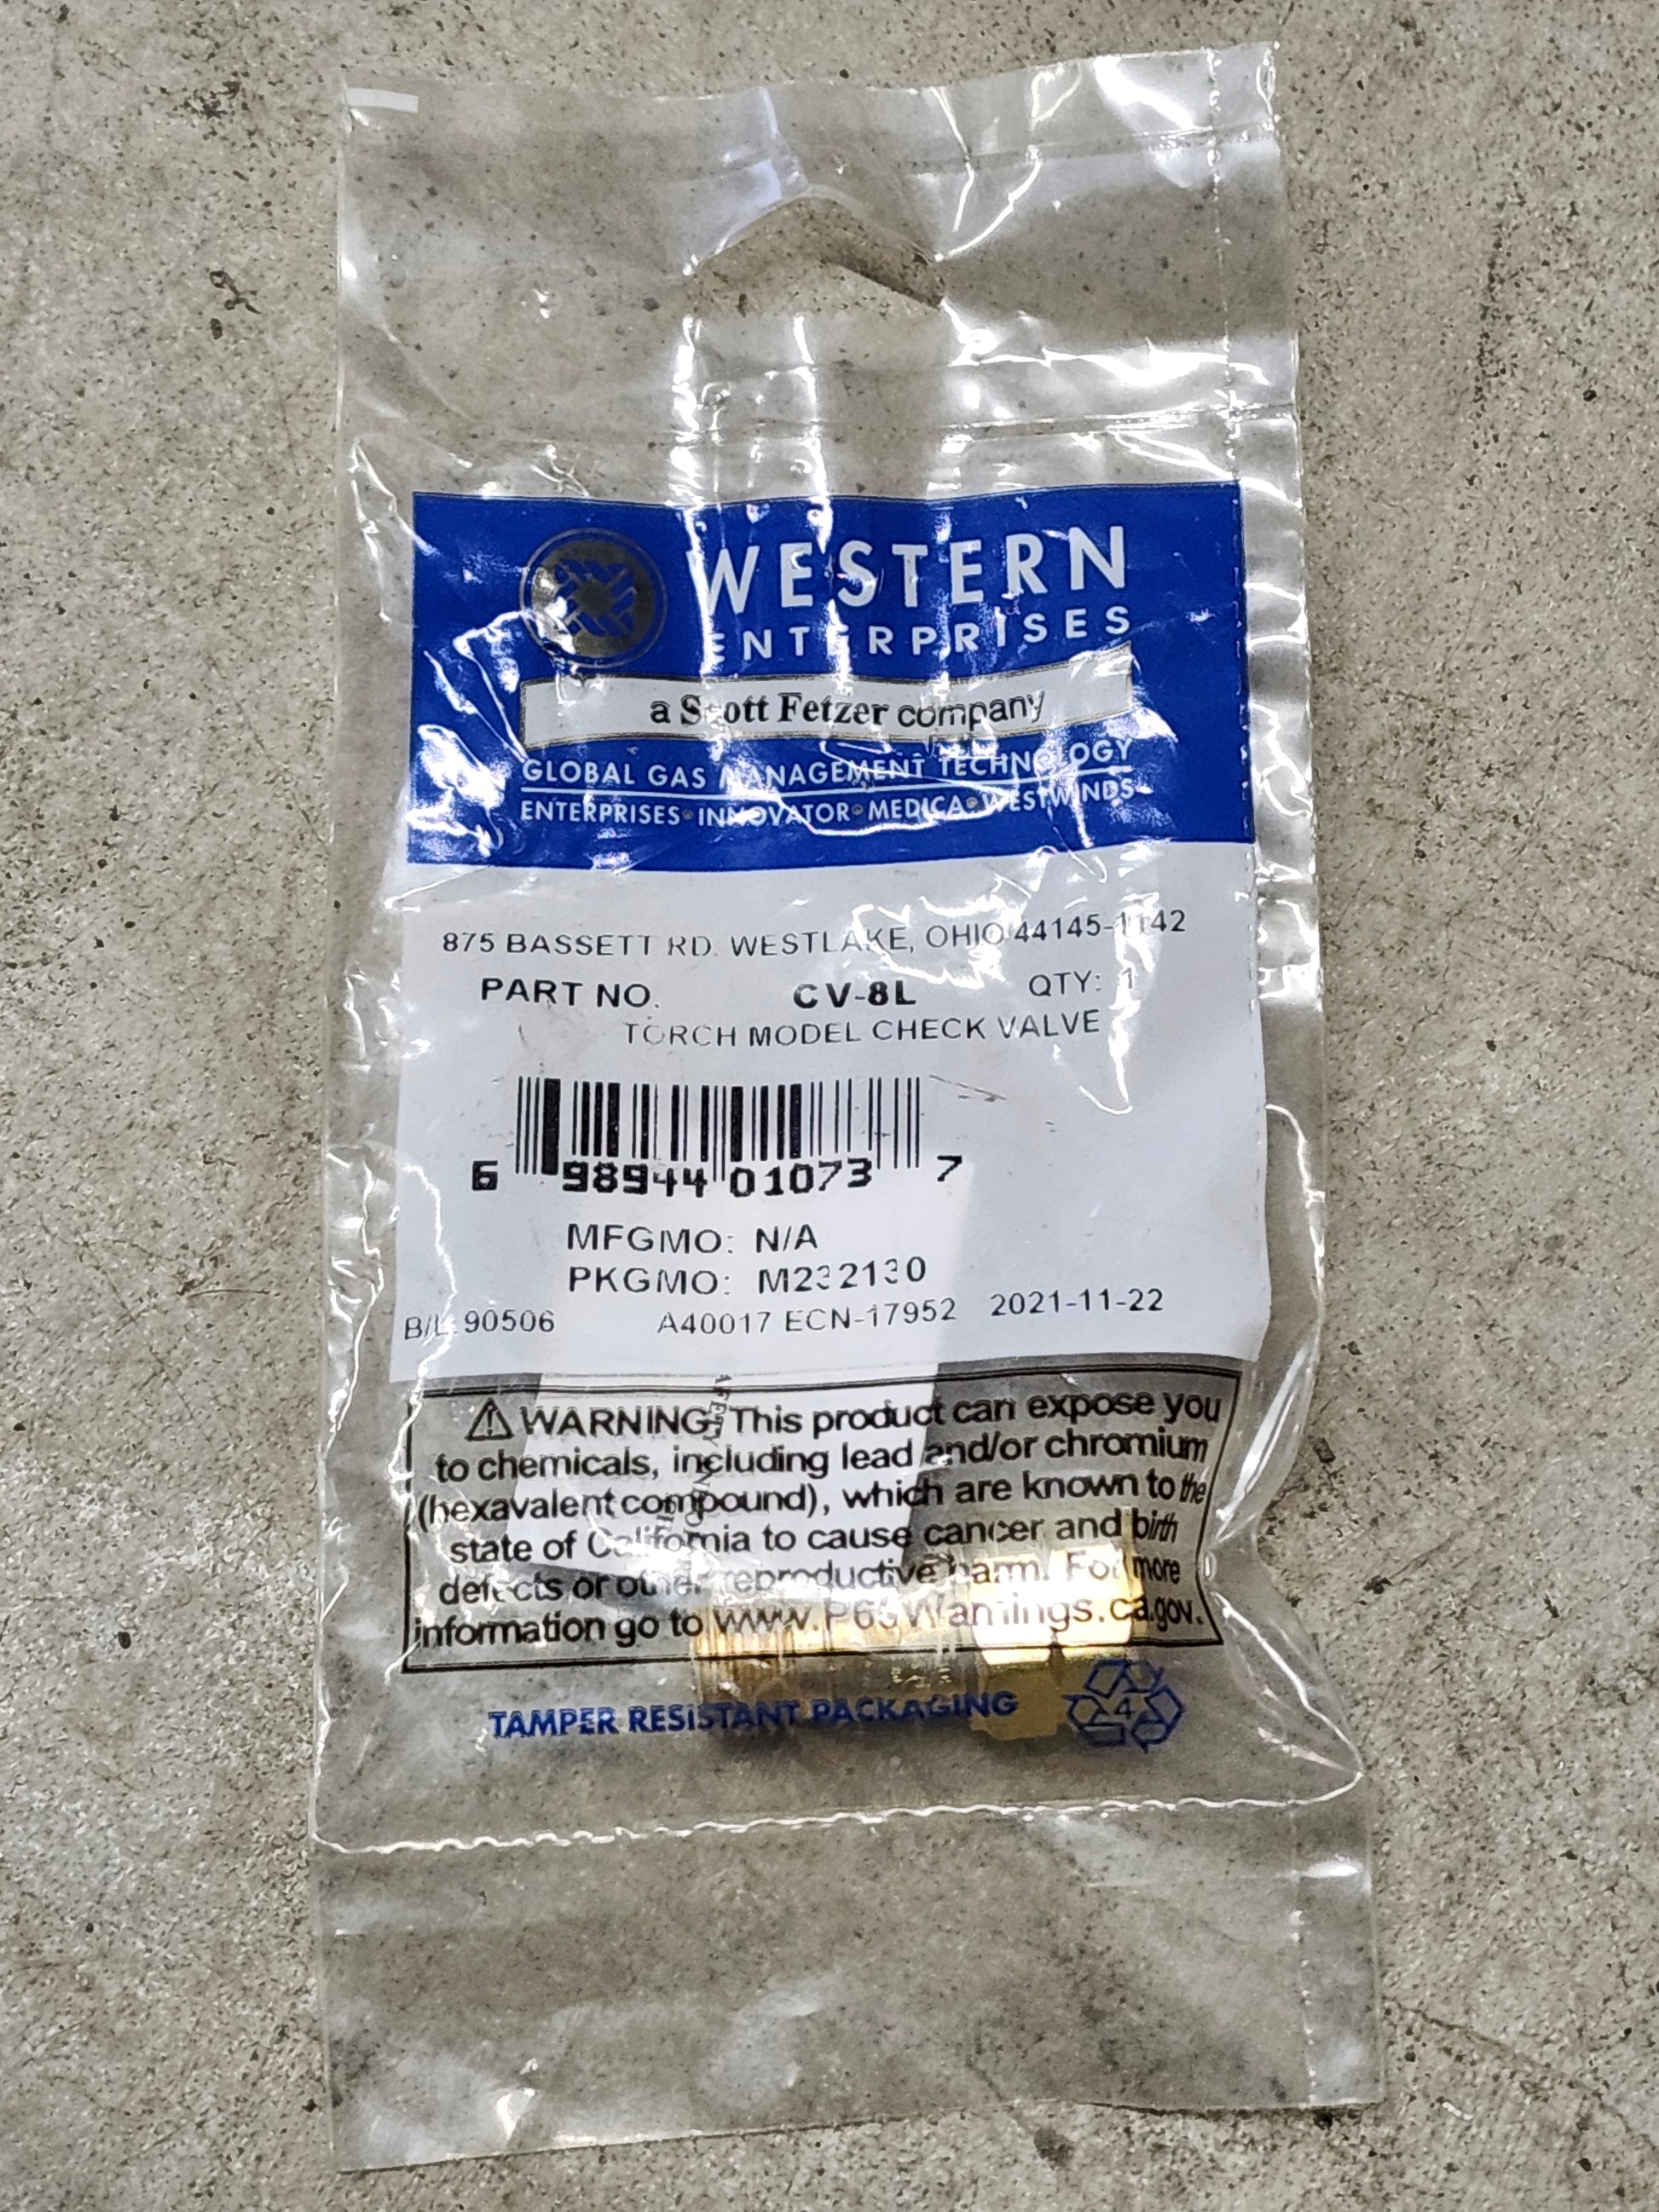 WESTERN
ENTERPRISES
a Scott Fetzer company
GLOBAL GAS MANAGEMENT TECHNOLOGY
ENTERPRISES • INNOVATOR • MEDICA • WESTWINDS
875 BASSETT RD. WESTLAKE, OHIO 44145-1142
PART NO. CV-8L QTY: 1
TORCH MODEL CHECK VALVE
6 98944 01073 7
MFGMO: N/A
PKGMO: M232130
B/L 90506 A40017 ECN-17952 2021-11-22
⚠ WARNING: This product can expose you
to chemicals, including lead and/or chromium
(hexavalent compound), which are known to the
state of California to cause cancer and birth
defects or other reproductive harm. For more
information go to www.P65Warnings.ca.gov.
TAMPER RESISTANT PACKAGING
4